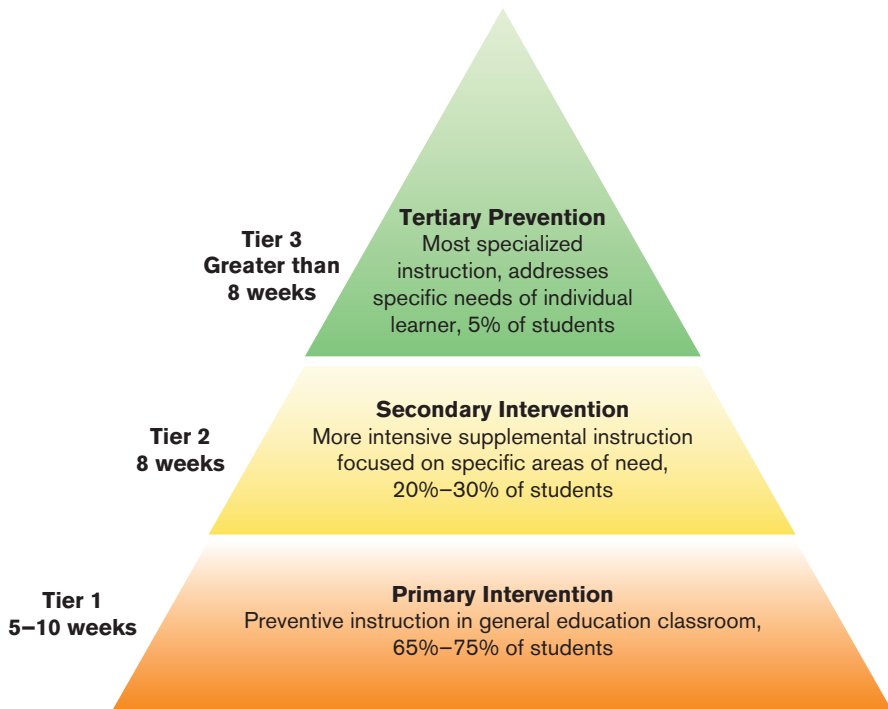 Tier 3
Greater than
8 weeks
Tertiary Prevention
Most specialized
instruction, addresses
specific needs of individual
learner, 5% of students
Tier 2
8 weeks
Secondary Intervention
More intensive supplemental instruction
focused on specific areas of need,
20%–30% of students
Tier 1
5–10 weeks
Primary Intervention
Preventive instruction in general education classroom,
65%–75% of students